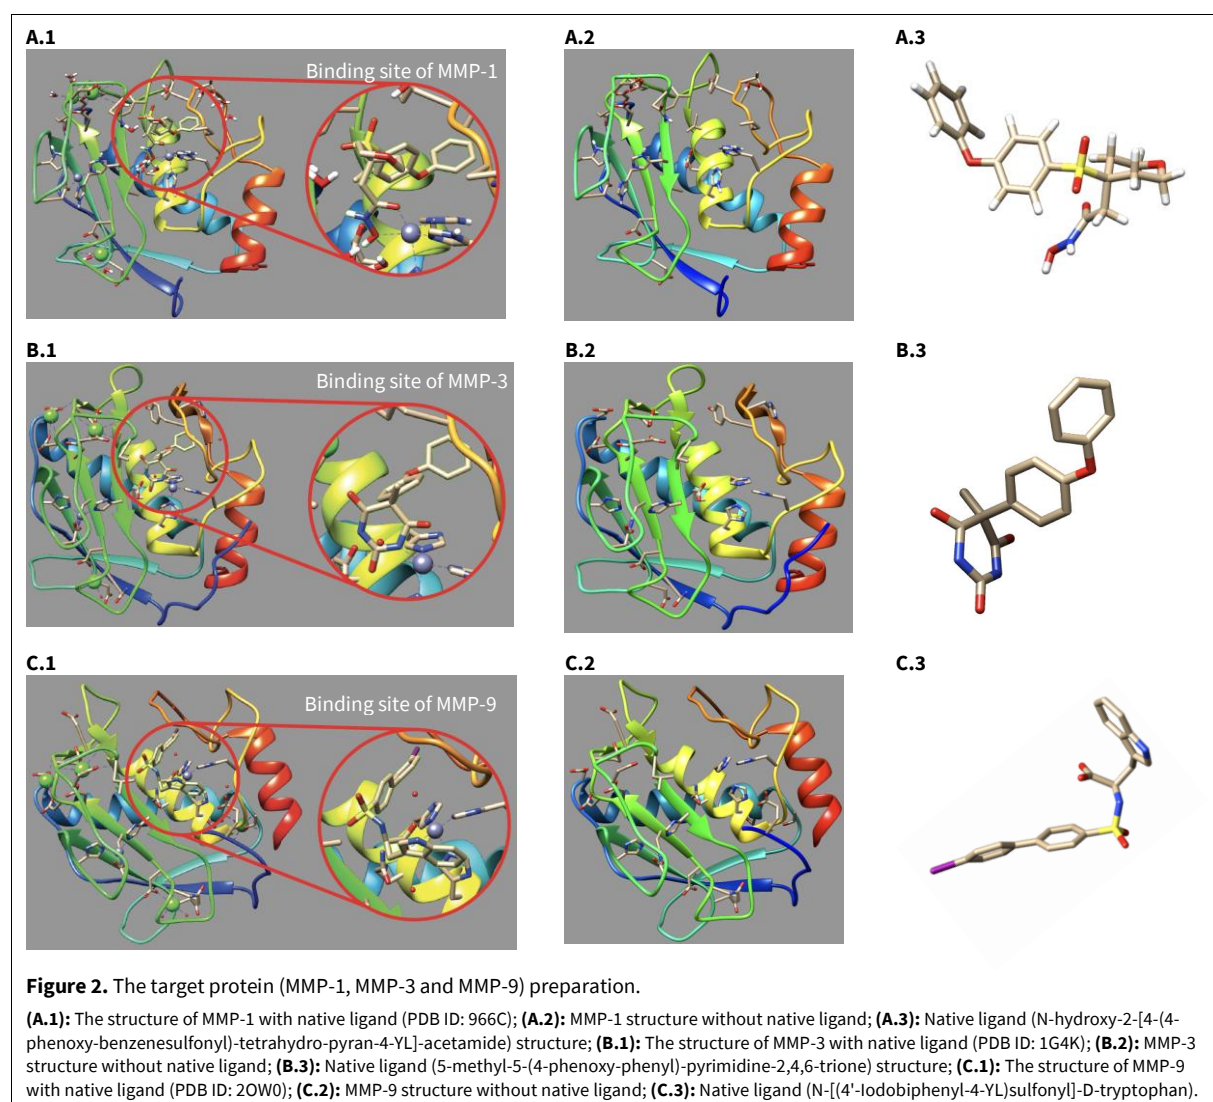 A.1
A.2
A.3
Binding site of MMP-1
B.1
B.2
B.3
Binding site of MMP-3
C.1
C.2
C.3
Binding site of MMP-9
Figure 2. The target protein (MMP-1, MMP-3 and MMP-9) preparation.
(A.1): The structure of MMP-1 with native ligand (PDB ID: 966C); (A.2): MMP-1 structure without native ligand; (A.3): Native ligand (N-hydroxy-2-[4-(4-
phenoxy-benzenesulfonyl)-tetrahydro-pyran-4-YL]-acetamide) structure; (B.1): The structure of MMP-3 with native ligand (PDB ID: 1G4K); (B.2): MMP-3
structure without native ligand; (B.3): Native ligand (5-methyl-5-(4-phenoxy-phenyl)-pyrimidine-2,4,6-trione) structure; (C.1): The structure of MMP-9
with native ligand (PDB ID: 2OW0); (C.2): MMP-9 structure without native ligand; (C.3): Native ligand (N-[(4'-Iodobiphenyl-4-YL)sulfonyl]-D-tryptophan).